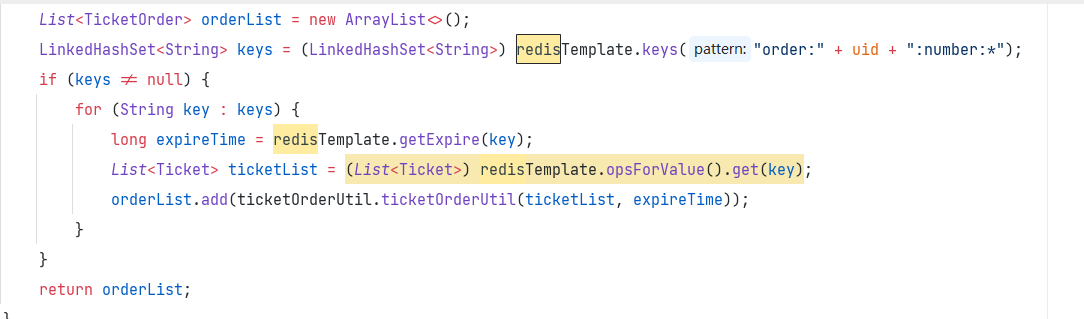 List<TicketOrder> orderList = new ArrayList<>();
LinkedHashSet<String> keys = (LinkedHashSet<String>) redisTemplate.keys( pattern: "order:" + uid + ":number:*");
if (keys ≠ null) {
for (String key : keys) {
long expireTime = redisTemplate.getExpire(key);
List<Ticket> ticketList = (List<Ticket>) redisTemplate.opsForValue().get(key);
orderList.add(ticketOrderUtil.ticketOrderUtil(ticketList, expireTime));
}
}
return orderList;
}